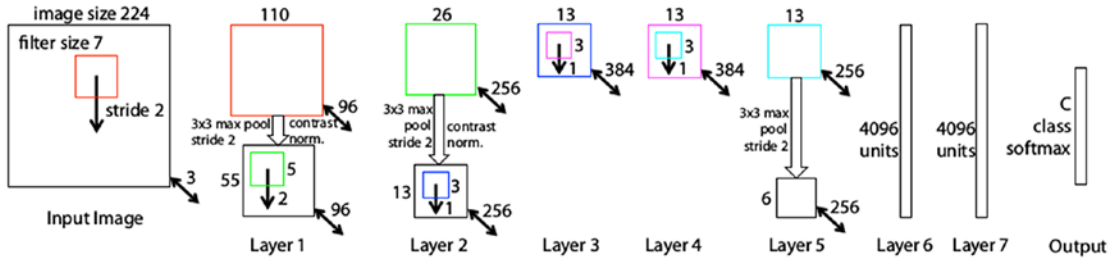 image size 224
filter size 7
stride 2
3
Input Image
110
96
3x3 max pool
stride 2
contrast
norm.
55
5
2
96
Layer 1
26
256
3x3 max
pool
stride 2
contrast
norm.
13
3
1
256
Layer 2
13
3
1
384
Layer 3
13
3
1
384
Layer 4
13
256
3x3 max
pool
stride 2
6
256
Layer 5
4096
units
Layer 6
4096
units
Layer 7
C
class
softmax
Output